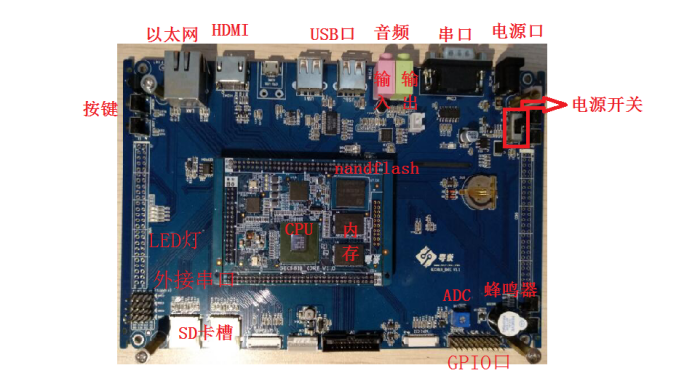 以太网
HDMI
USB口
音频
串口
电源口
输入
输出
按键
电源开关
nandflash
CPU
内存
LED灯
外接串口
SD卡槽
ADC
蜂鸣器
GPIO口